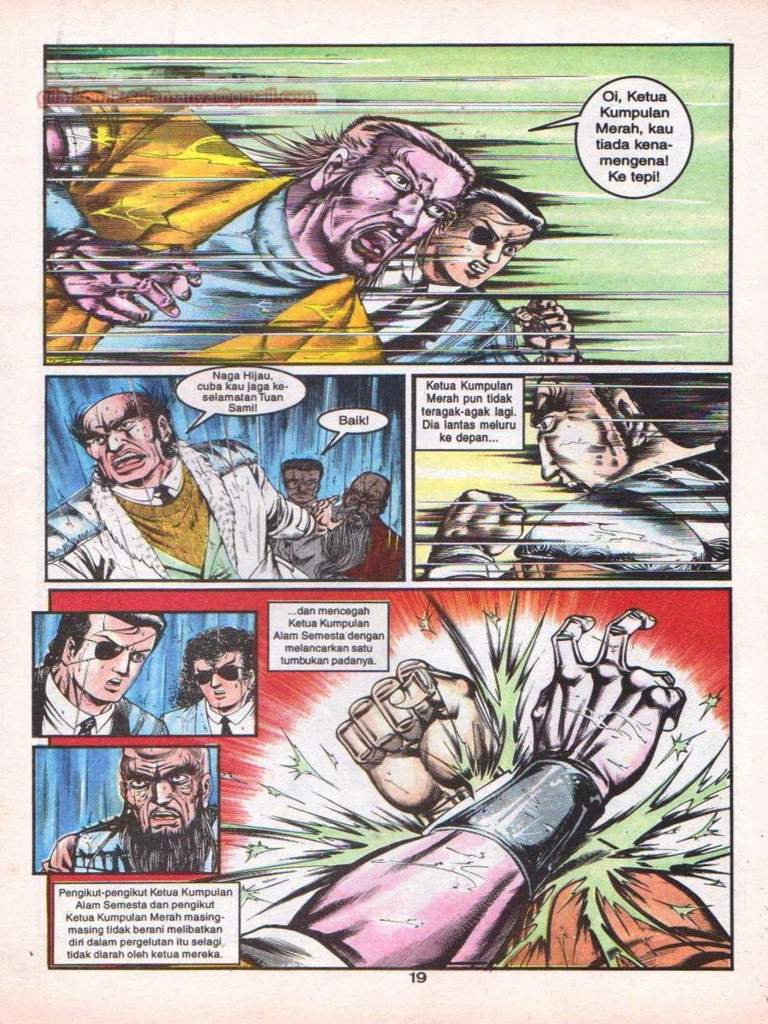 Oi, Ketua
Kumpulan
Merah, kau
tiada kena-
mengena!
Ke tepi!
Naga Hijau,
cuba kau jaga ke-
selamatan Tuan
Sami!
Baik!
Ketua Kumpulan
Merah pun tidak
teragak-agak lagi.
Dia lantas meluru
ke depan...
...dan mencegah
Ketua Kumpulan
Alam Semesta dengan
melancarkan satu
tumbukan padanya.
Pengikut-pengikut Ketua Kumpulan
Alam Semesta dan pengikut
Ketua Kumpulan Merah masing-
masing tidak berani melibatkan
diri dalam pergelutan itu selagi
tidak diarah oleh ketua mereka.
19